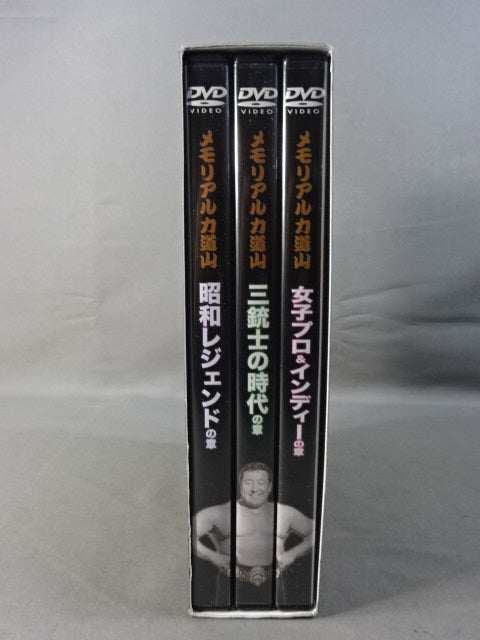 DVD
VIDEO
メモリアル力道山
昭和レジェンドの章
DVD
VIDEO
メモリアル力道山
三銃士の時代の章
DVD
VIDEO
メモリアル力道山
女子プロ&インディーの章